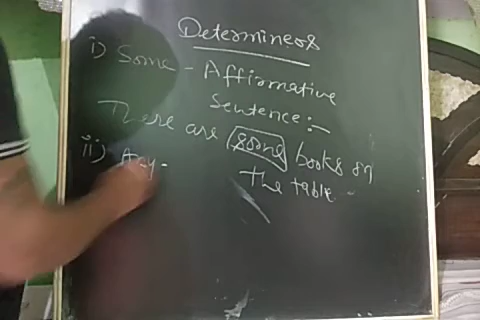 Determiners
i) Some - Affirmative
Sentence:-
There are some books on
the table.
ii) Any -